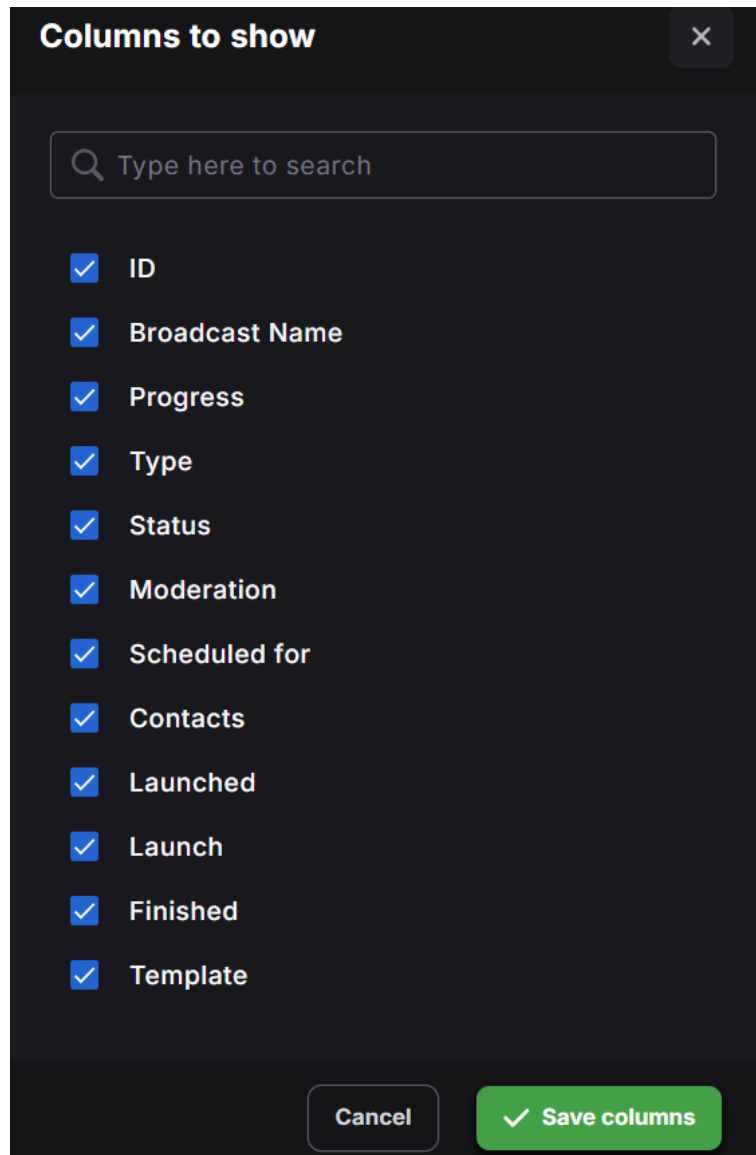 Columns to show
Type here to search
ID
Broadcast Name
Progress
Type
Status
Moderation
Scheduled for
Contacts
Launched
Launch
Finished
Template
Cancel
Save columns